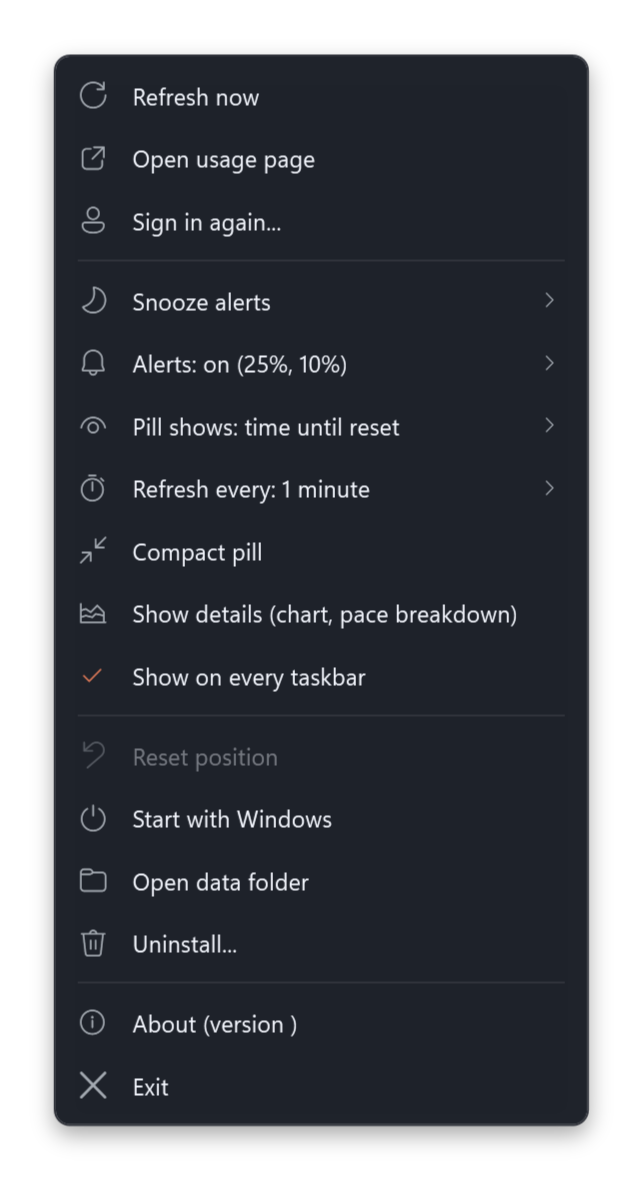 Refresh now
Open usage page
Sign in again...
Snooze alerts
Alerts: on (25%, 10%)
Pill shows: time until reset
Refresh every: 1 minute
Compact pill
Show details (chart, pace breakdown)
Show on every taskbar
Reset position
Start with Windows
Open data folder
Uninstall...
About (version )
Exit